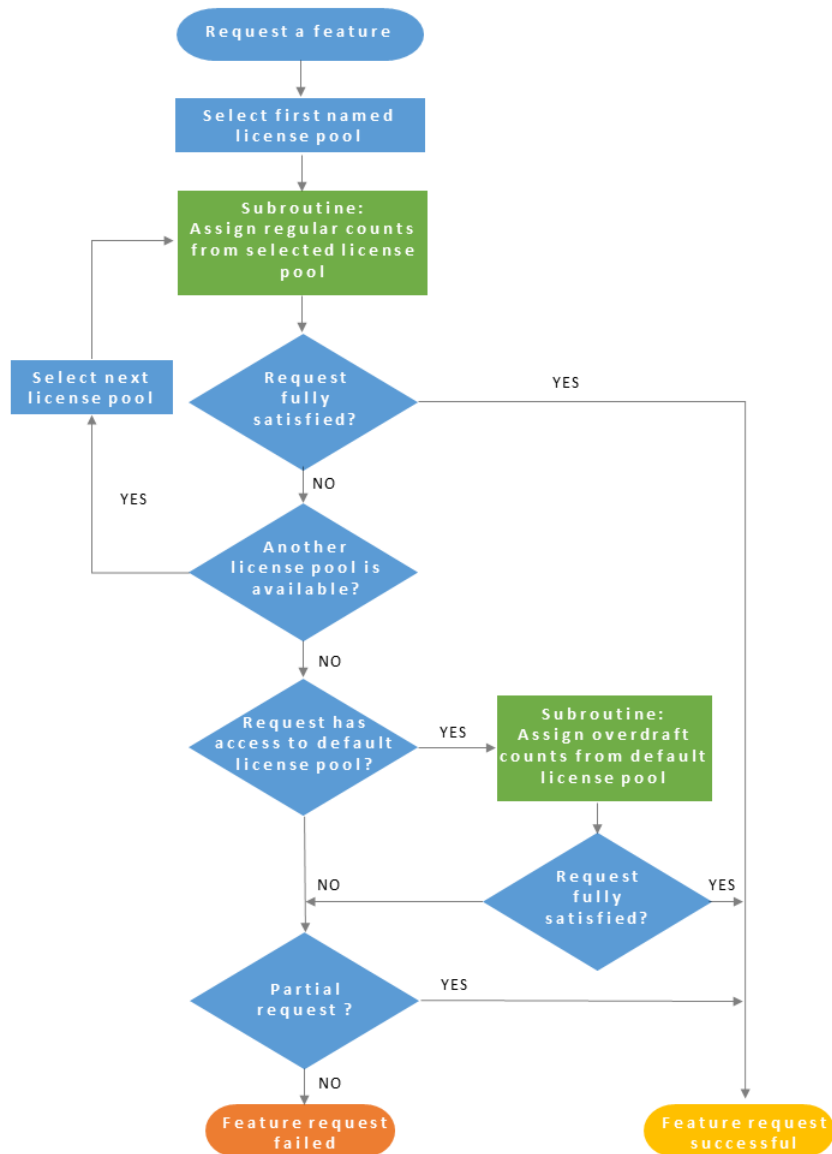 Request a feature
Select first named
license pool
Subroutine:
Assign regular counts
from selected license
pool
Select next
license pool
Request
fully
satisfied?
YES
NO
YES
Another
license pool is
available?
NO
Request has
access to default
license pool?
YES
Subroutine:
Assign overdraft
counts from default
license pool
NO
Request
fully
satisfied?
YES
Partial
request ?
YES
NO
Feature request
failed
Feature request
successful